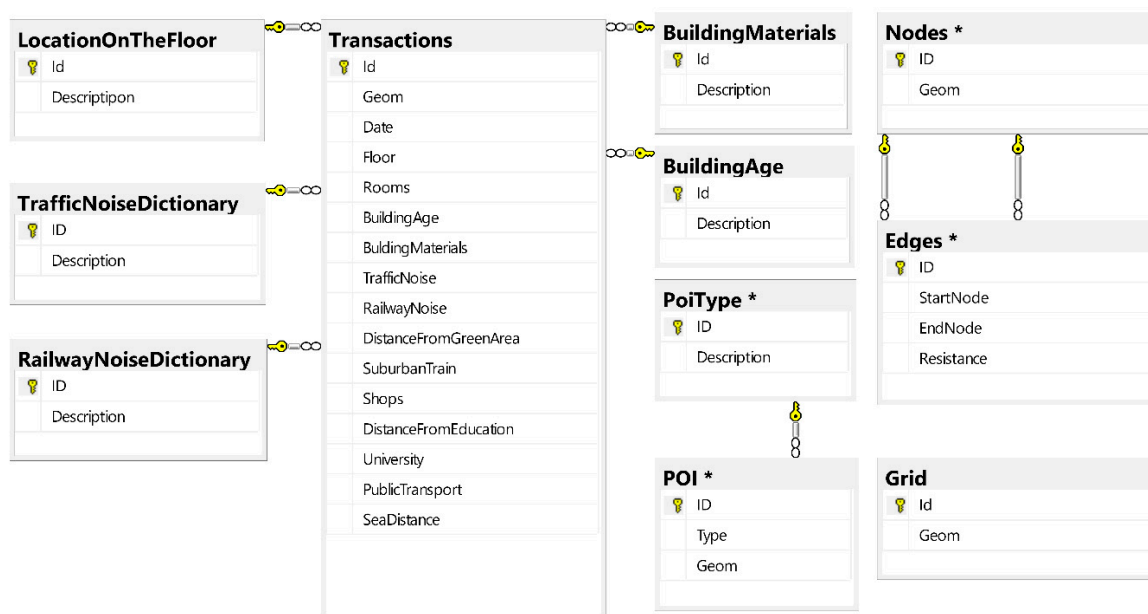 LocationOnTheFloor
Id
Descriptipon
TrafficNoiseDictionary
ID
Description
RailwayNoiseDictionary
ID
Description
Transactions
Id
Geom
Date
Floor
Rooms
BuildingAge
BuldingMaterials
TrafficNoise
RailwayNoise
DistanceFromGreenArea
SuburbanTrain
Shops
DistanceFromEducation
University
PublicTransport
SeaDistance
BuildingMaterials
Id
Description
BuildingAge
Id
Description
PoiType *
ID
Description
POI *
ID
Type
Geom
Nodes *
ID
Geom
Edges *
ID
StartNode
EndNode
Resistance
Grid
Id
Geom